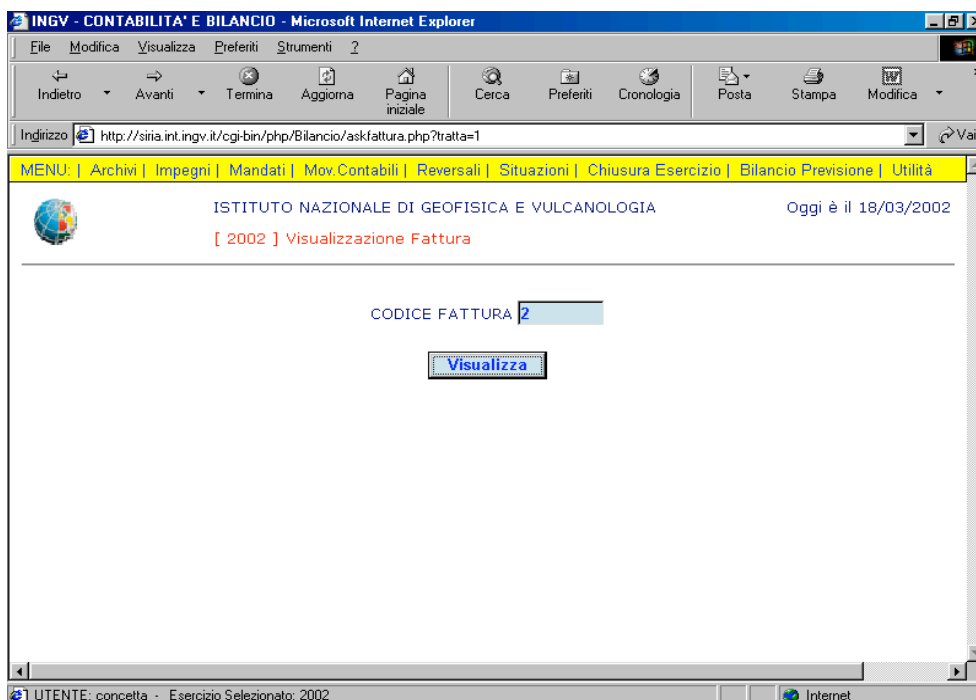 INGV - CONTABILITA' E BILANCIO - Microsoft Internet Explorer
File Modifica Visualizza Preferiti Strumenti ?
Indietro Avanti Termina Aggiorna Pagina iniziale Cerca Preferiti Cronologia Posta Stampa Modifica
Indirizzo http://siria.int.ingv.it/cgi-bin/php/Bilancio/askfattura.php?tratta=1 Vai
MENU: | Archivi | Impegni | Mandati | Mov.Contabili | Reversali | Situazioni | Chiusura Esercizio | Bilancio Previsione | Utilità
ISTITUTO NAZIONALE DI GEOFISICA E VULCANOLOGIA Oggi è il 18/03/2002
[ 2002 ] Visualizzazione Fattura
CODICE FATTURA 2
Visualizza
UTENTE: concetta - Esercizio Selezionato: 2002 Internet